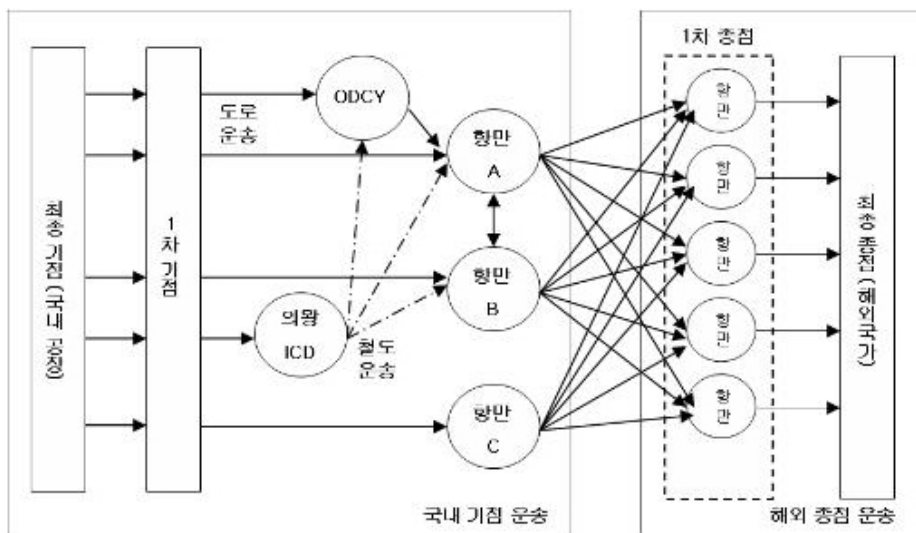 1차 종점
ODCY
도로
운송
항만
A
항만
B
의왕
ICD
철도
운송
항만
C
최종 기점(국내 공장)
1차 기점
항만
항만
항만
항만
항만
최종 종점(해외국가)
국내 기점 운송
해외 종점 운송